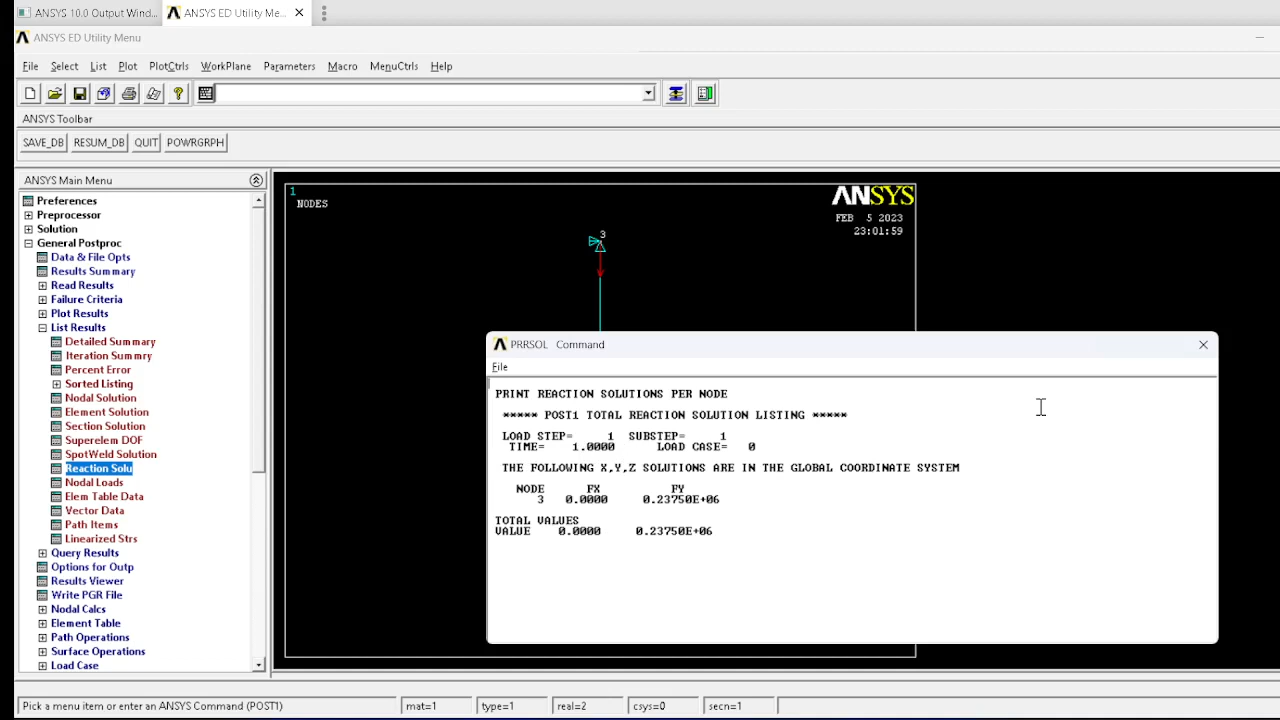 ANSYS 10.0 Output Wind...
ANSYS ED Utility Me...
ANSYS ED Utility Menu
File Select List Plot PlotCtrls WorkPlane Parameters Macro MenuCtrls Help
ANSYS Toolbar
SAVE_DB RESUM_DB QUIT POWRGRPH
ANSYS Main Menu
Preferences
Preprocessor
Solution
General Postproc
Data & File Opts
Results Summary
Read Results
Failure Criteria
Plot Results
List Results
Detailed Summary
Iteration Summry
Percent Error
Sorted Listing
Nodal Solution
Element Solution
Section Solution
Superelem DOF
SpotWeld Solution
Reaction Solu
Nodal Loads
Elem Table Data
Vector Data
Path Items
Linearized Strs
Query Results
Options for Outp
Results Viewer
Write PGR File
Nodal Calcs
Element Table
Path Operations
Surface Operations
Load Case
1
NODES
ANSYS
FEB 5 2023
23:01:59
3
PRRSOL Command
File
PRINT REACTION SOLUTIONS PER NODE
***** POST1 TOTAL REACTION SOLUTION LISTING *****
LOAD STEP= 1 SUBSTEP= 1
TIME= 1.0000 LOAD CASE= 0
THE FOLLOWING X,Y,Z SOLUTIONS ARE IN THE GLOBAL COORDINATE SYSTEM
NODE FX FY
3 0.0000 0.23750E+06
TOTAL VALUES
VALUE 0.0000 0.23750E+06
Pick a menu item or enter an ANSYS Command (POST1)
mat=1
type=1
real=2
csys=0
secn=1